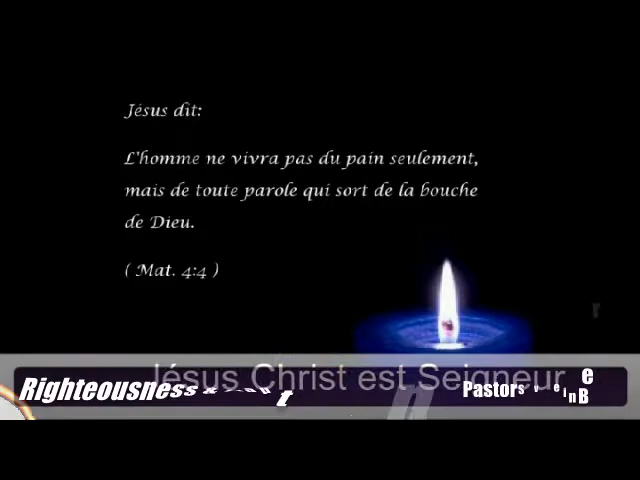 Jésus dit:
L'homme ne vivra pas du pain seulement,
mais de toute parole qui sort de la bouche
de Dieu.
( Mat. 4:4 )
Jésus Christ est Seigneur
Righteousness
Pastor